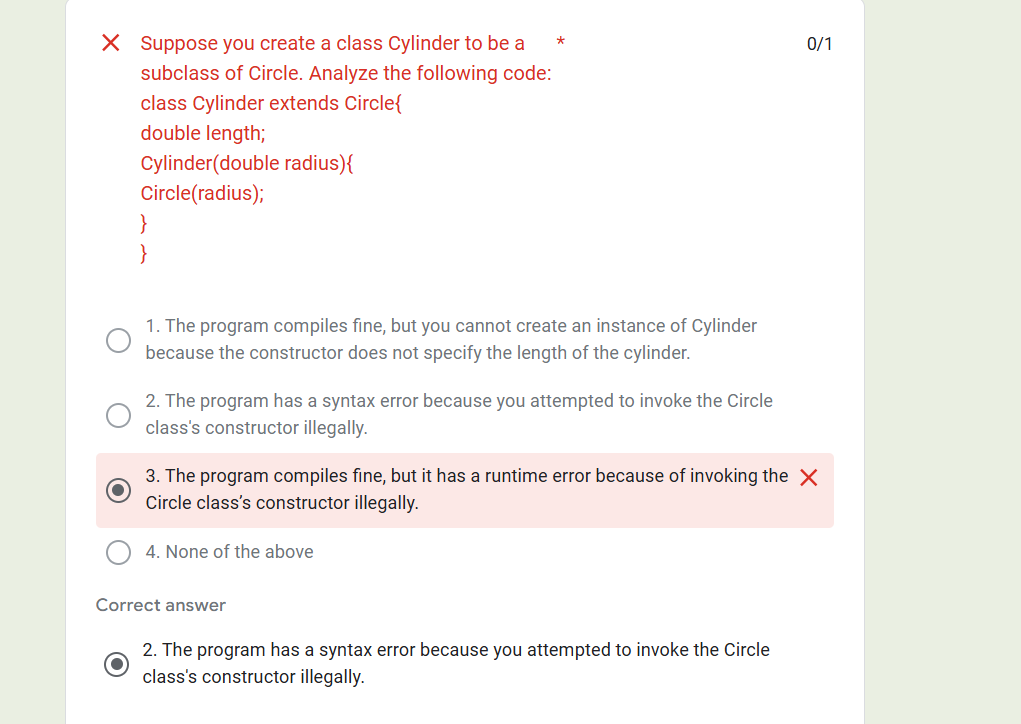 Suppose you create a class Cylinder to be a * 0/1
subclass of Circle. Analyze the following code:
class Cylinder extends Circle{
double length;
Cylinder(double radius){
Circle(radius);
}
}
1. The program compiles fine, but you cannot create an instance of Cylinder
because the constructor does not specify the length of the cylinder.
2. The program has a syntax error because you attempted to invoke the Circle
class's constructor illegally.
3. The program compiles fine, but it has a runtime error because of invoking the
Circle class’s constructor illegally.
4. None of the above
Correct answer
2. The program has a syntax error because you attempted to invoke the Circle
class's constructor illegally.